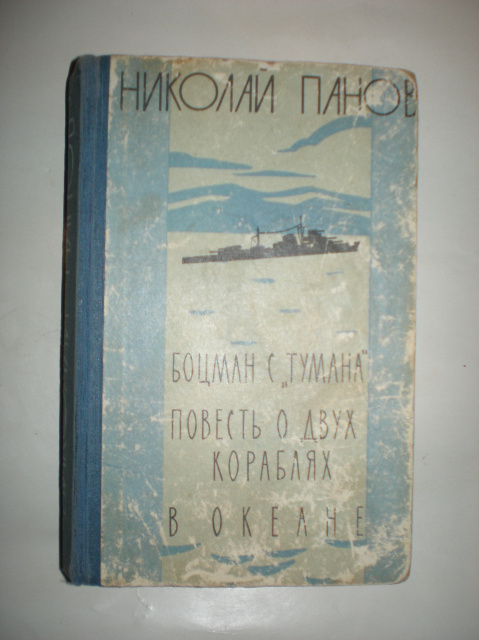 НИКОЛАЙ ПАНОВ
БОЦМАН С „ТУМАНА"
ПОВЕСТЬ О ДВУХ
КОРАБЛЯХ
В ОКЕАНЕ